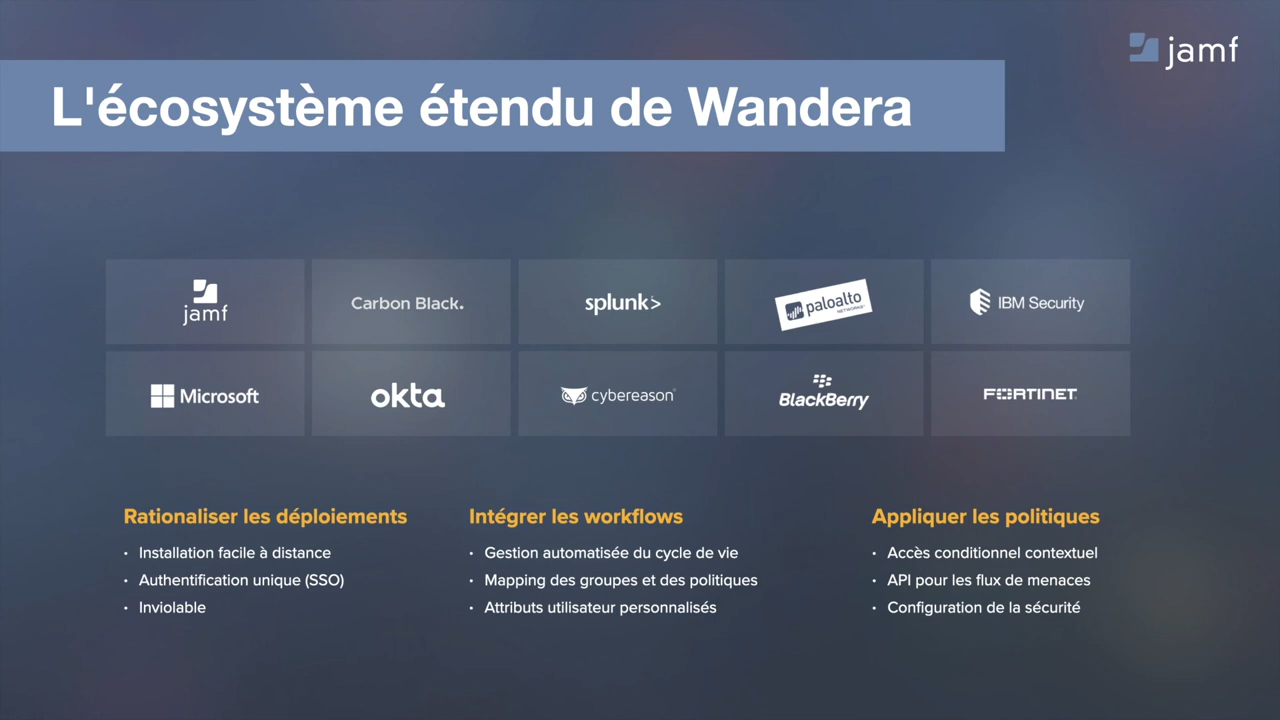 jamf
L'écosystème étendu de Wandera
jamf
Carbon Black.
splunk>
paloalto
NETWORKS®
IBM Security
Microsoft
okta
cybereason®
BlackBerry
FORTINET
Rationaliser les déploiements
• Installation facile à distance
• Authentification unique (SSO)
• Inviolable
Intégrer les workflows
• Gestion automatisée du cycle de vie
• Mapping des groupes et des politiques
• Attributs utilisateur personnalisés
Appliquer les politiques
• Accès conditionnel contextuel
• API pour les flux de menaces
• Configuration de la sécurité